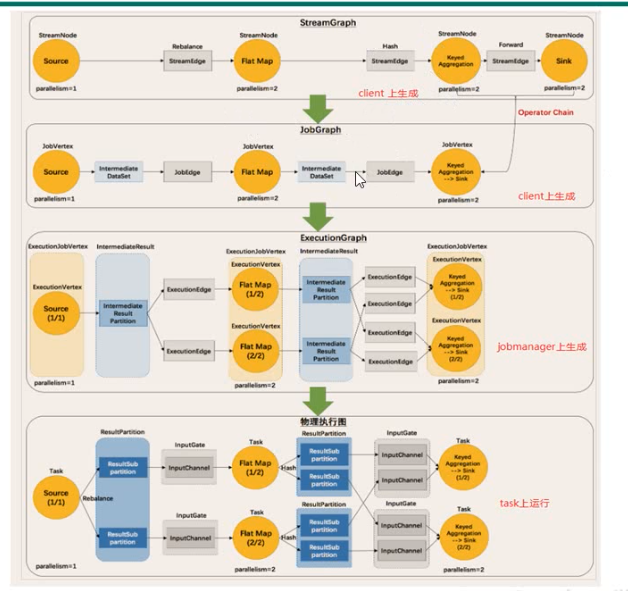 StreamGraph
StreamNode
StreamNode
StreamNode
StreamNode
Source
Rebalance
StreamEdge
Flat Map
Hash
StreamEdge
Keyed
Aggregation
Forward
StreamEdge
Sink
parallelism=1
parallelism=2
parallelism=2
parallelism=2
client 上生成
Operator Chain
JobGraph
JobVertex
JobVertex
JobVertex
Source
Intermediate
DataSet
JobEdge
Flat Map
Intermediate
DataSet
JobEdge
Keyed
Aggregation
--> Sink
parallelism=1
parallelism=2
parallelism=2
client上生成
ExecutionGraph
ExecutionJobVertex
IntermediateResult
ExecutionJobVertex
IntermediateResult
ExecutionJobVertex
ExecutionVertex
Source
(1/1)
Intermediate
Result
Partition
ExecutionEdge
ExecutionEdge
ExecutionVertex
Flat Map
(1/2)
ExecutionVertex
Flat Map
(2/2)
Intermediate
Result
Partition
Intermediate
Result
Partition
ExecutionEdge
ExecutionEdge
ExecutionEdge
ExecutionEdge
ExecutionVertex
Keyed
Aggregation
--> Sink
(1/2)
ExecutionVertex
Keyed
Aggregation
--> Sink
(2/2)
parallelism=1
parallelism=2
parallelism=2
jobmanager上生成
物理执行图
Task
Source
(1/1)
Rebalance
ResultPartition
ResultSub
partition
ResultSub
partition
InputGate
InputChannel
InputGate
InputChannel
Task
Flat Map
(1/2)
Task
Flat Map
(2/2)
Hash
Hash
ResultPartition
ResultSub
partition
ResultSub
partition
ResultPartition
ResultSub
partition
ResultSub
partition
InputGate
InputChannel
InputChannel
InputGate
InputChannel
InputChannel
Task
Keyed
Aggregation
--> Sink
(1/2)
Task
Keyed
Aggregation
--> Sink
(2/2)
parallelism=1
parallelism=2
parallelism=2
task上运行